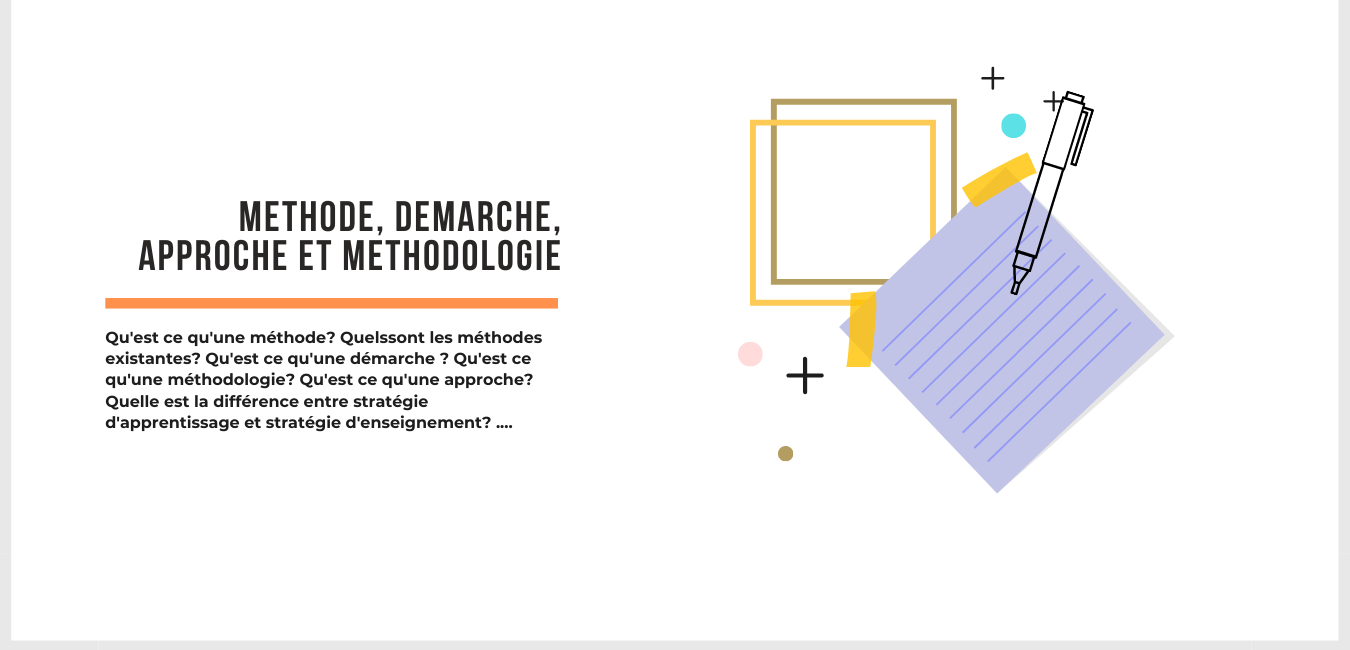 METHODE, DEMARCHE,
APPROCHE ET METHODOLOGIE
Qu'est ce qu'une méthode? Quelssont les méthodes
existantes? Qu'est ce qu'une démarche ? Qu'est ce
qu'une méthodologie? Qu'est ce qu'une approche?
Quelle est la différence entre stratégie
d'apprentissage et stratégie d'enseignement? ....